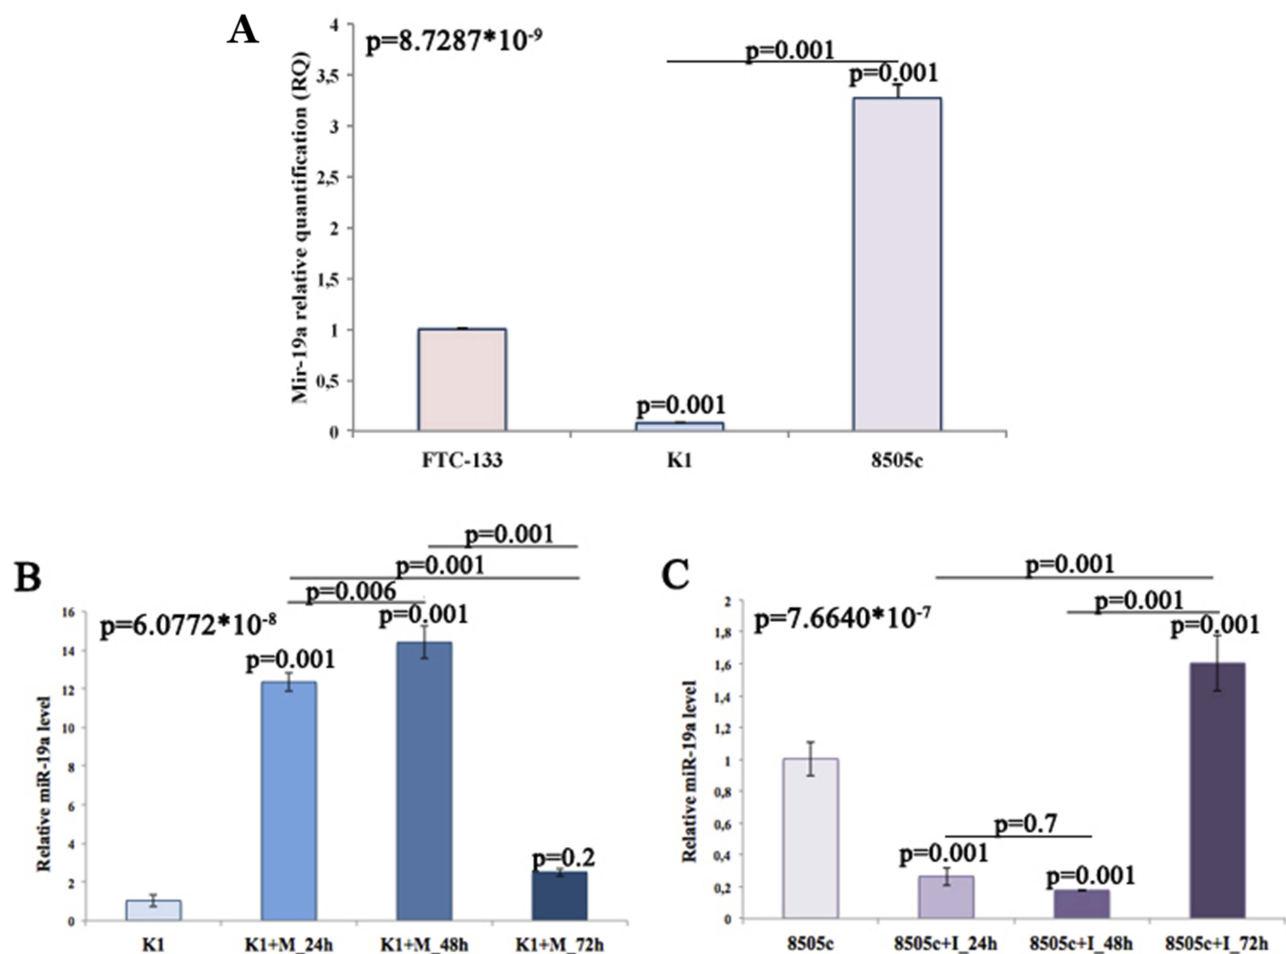 A
p=8.7287*10-9
p=0.001
p=0.001
p=0.001
Mir-19a relative quantification (RQ)
4
3,5
3
2,5
2
1,5
1
0,5
0
FTC-133 K1 8505c
B
p=6.0772*10-8
p=0.001
p=0.001
p=0.006
p=0.001
p=0.001
p=0.2
Relative miR-19a level
16
14
12
10
8
6
4
2
0
K1 K1+M_24h K1+M_48h K1+M_72h
C
p=7.6640*10-7
p=0.001
p=0.001
p=0.001
p=0.7
p=0.001
p=0.001
Relative miR-19a level
2
1,8
1,6
1,4
1,2
1
0,8
0,6
0,4
0,2
0
8505c 8505c+I_24h 8505c+I_48h 8505c+I_72h